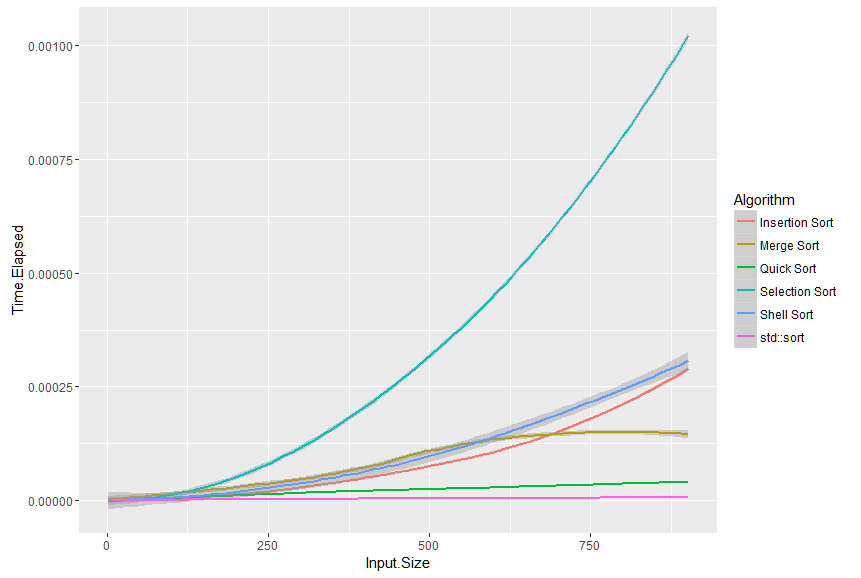 0.00100
0.00075
0.00050
0.00025
0.00000
Time.Elapsed
0
250
500
750
Input.Size
Algorithm
Insertion Sort
Merge Sort
Quick Sort
Selection Sort
Shell Sort
std::sort